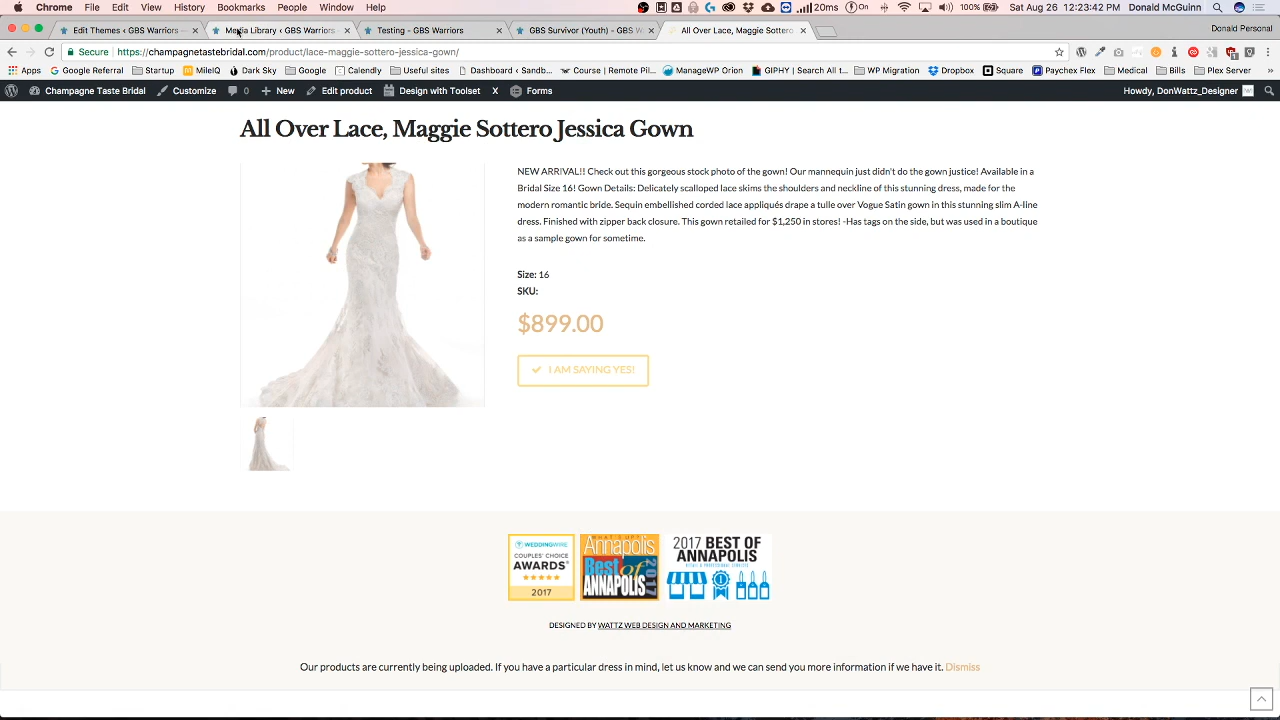 Chrome File Edit View History Bookmarks People Window Help 20ms On 100% Sat Aug 26 12:23:42 PM Donald McGuinn
Edit Themes ‹ GBS Warriors — Media Library ‹ GBS Warriors Testing - GBS Warriors GBS Survivor (Youth) - GBS W All Over Lace, Maggie Sottero Donald Personal
Secure https://champagnetastebridal.com/product/lace-maggie-sottero-jessica-gown/
Apps Google Referral Startup MileIQ Dark Sky Google Calendly Useful sites Dashboard ‹ Sandb... Course | Remote Pil... ManageWP Orion GIPHY | Search All t... WP Migration Dropbox Square Paychex Flex Medical Bills Plex Server »
Champagne Taste Bridal Customize 0 New Edit product Design with Toolset X Forms Howdy, DonWattz_Designer
All Over Lace, Maggie Sottero Jessica Gown
NEW ARRIVAL!! Check out this gorgeous stock photo of the gown! Our mannequin just didn't do the gown justice! Available in a
Bridal Size 16! Gown Details: Delicately scalloped lace skims the shoulders and neckline of this stunning dress, made for the
modern romantic bride. Sequin embellished corded lace appliqués drape a tulle over Vogue Satin gown in this stunning slim A-line
dress. Finished with zipper back closure. This gown retailed for $1,250 in stores! -Has tags on the side, but was used in a boutique
as a sample gown for sometime.
Size: 16
SKU:
$899.00
I AM SAYING YES!
WEDDINGWIRE
COUPLES' CHOICE
AWARDS®
2017
Annapolis
Best of
ANNAPOLIS
2017
2017 BEST OF
ANNAPOLIS
DESIGNED BY WATTZ WEB DESIGN AND MARKETING
Our products are currently being uploaded. If you have a particular dress in mind, let us know and we can send you more information if we have it. Dismiss